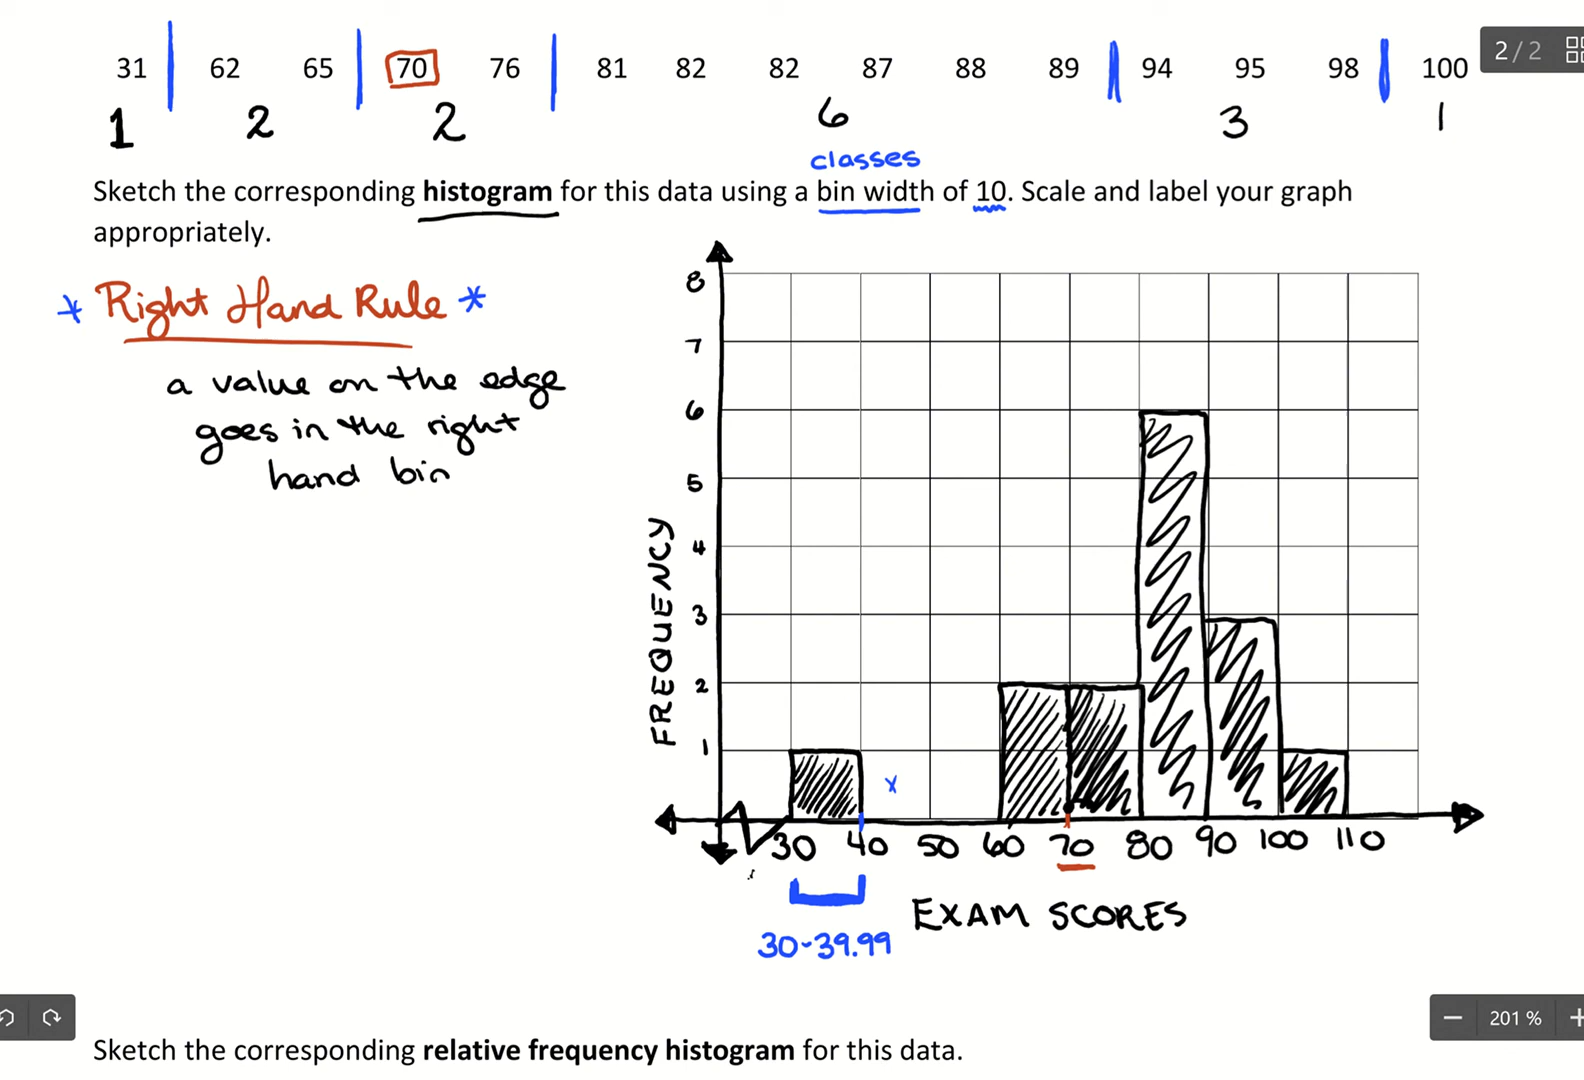 2 / 2
31 62 65 70 76 81 82 82 87 88 89 94 95 98 100
1 2 2 6 3 1
classes
Sketch the corresponding histogram for this data using a bin width of 10. Scale and label your graph
appropriately.
* Right Hand Rule *
a value on the edge
goes in the right
hand bin
FREQUENCY
8
7
6
5
4
3
2
1
x
30 40 50 60 70 80 90 100 110
EXAM SCORES
30-39.99
201 %
Sketch the corresponding relative frequency histogram for this data.